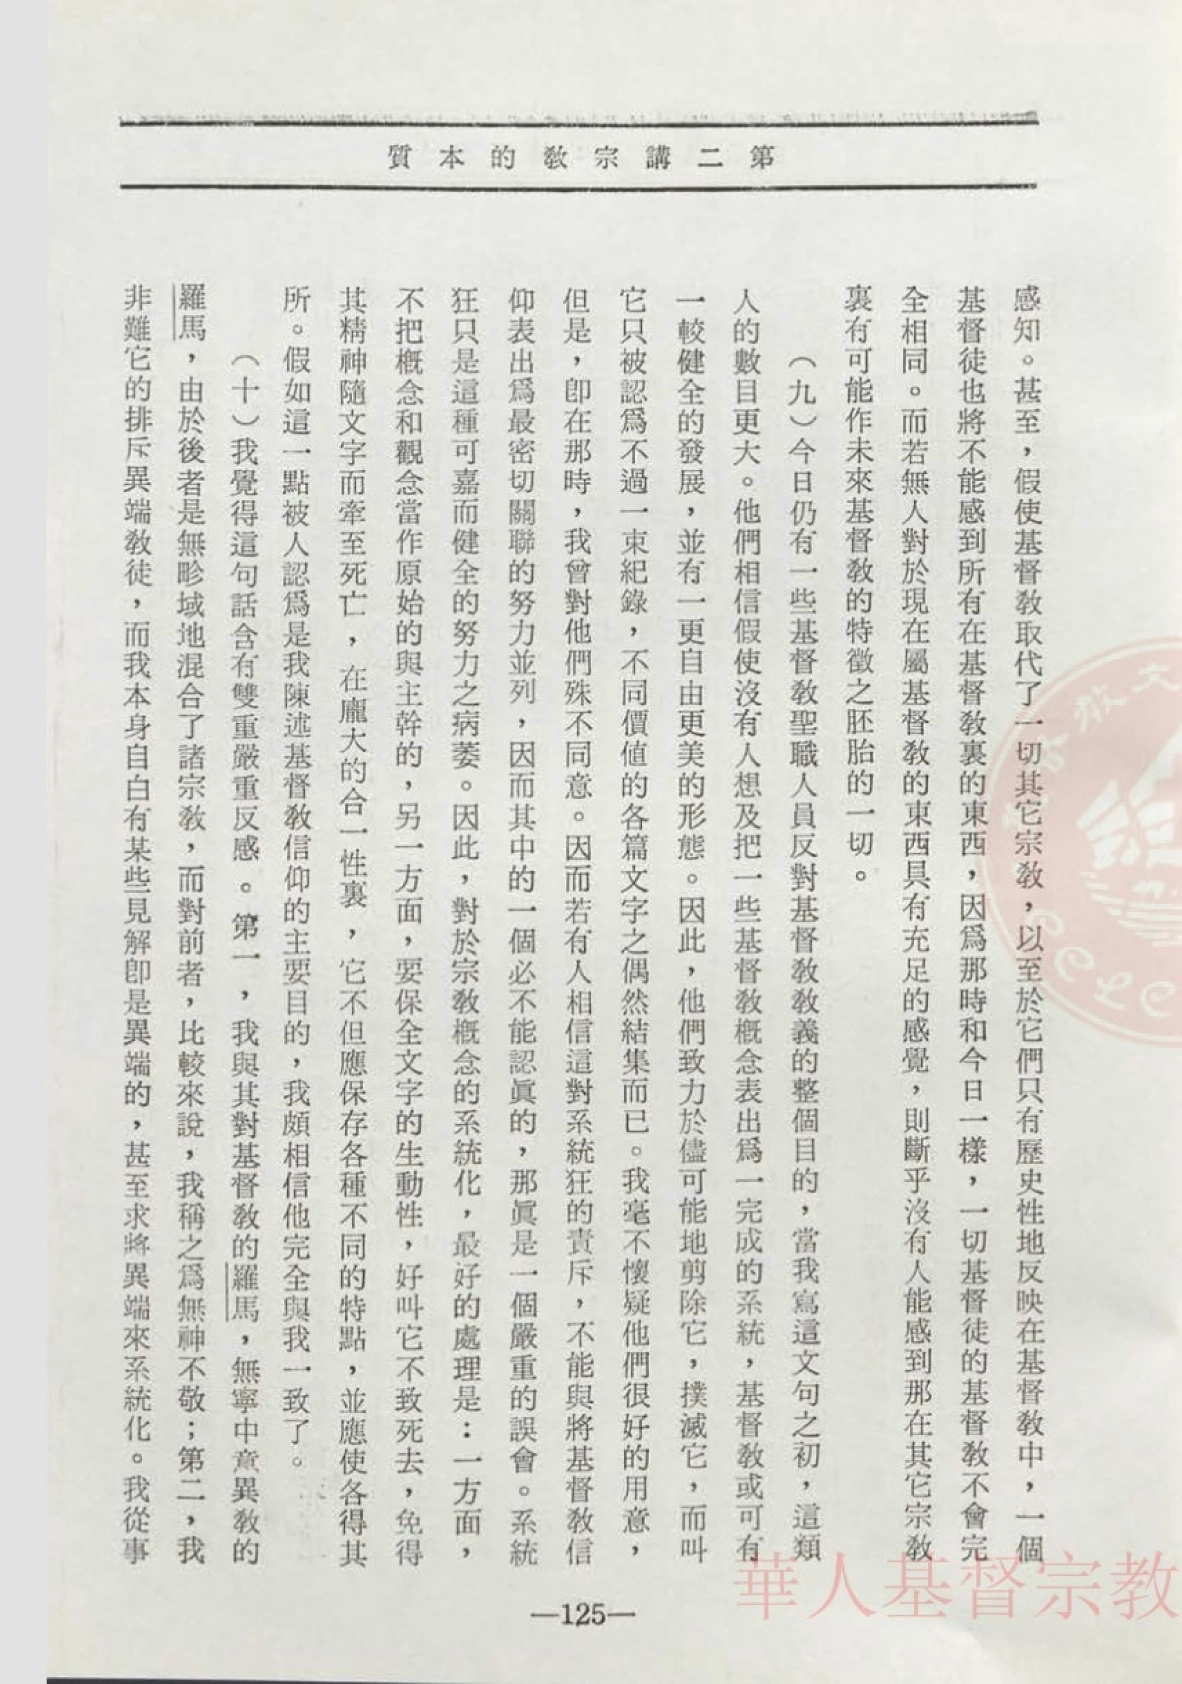 第二講宗教的本質
感知。甚至，假使基督教取代了一切其它宗教，以至於它們只有歷史性地反映在基督教中，一個
基督徒也將不能感到所有在基督教裏的東西，因爲那時和今日一樣，一切基督徒的基督教不會完
全相同。而若無人對於現在屬基督教的東西具有充足的感覺，則斷乎沒有人能感到那在其它宗教
裏有可能作未來基督教的特徵之胚胎的一切。
（九）今日仍有一些基督教聖職人員反對基督教教義的整個目的，當我寫這文句之初，這類
人的數目更大。他們相信假使沒有人想及把一些基督教概念表出爲一完成的系統，基督教或可有
一較健全的發展，並有一更自由更美的形態。因此，他們致力於儘可能地剪除它，撲滅它，而叫
它只被認爲不過一束紀錄，不同價值的各篇文字之偶然結集而已。我毫不懷疑他們很好的用意，
但是，卽在那時，我曾對他們殊不同意。因而若有人相信這對系統狂的責斥，不能與將基督教信
仰表出爲最密切關聯的努力並列，因而其中的一個必不能認眞的，那眞是一個嚴重的誤會。系統
狂只是這種可嘉而健全的努力之病萎。因此，對於宗教概念的系統化，最好的處理是：一方面，
不把概念和觀念當作原始的與主幹的，另一方面，要保全文字的生動性，好叫它不致死去，免得
其精神隨文字而牽至死亡，在龐大的合一性裏，它不但應保存各種不同的特點，並應使各得其
所。假如這一點被人認爲是我陳述基督教信仰的主要目的，我頗相信他完全與我一致了。
（十）我覺得這句話含有雙重嚴重反感。第一，我與其對基督教的羅馬，無寧中意異教的
羅馬，由於後者是無畛域地混合了諸宗教，而對前者，比較來說，我稱之爲無神不敬；第二，我
非難它的排斥異端教徒，而我本身自白有某些見解卽是異端的，甚至求將異端來系統化。我從事
—125—
華人基督宗教